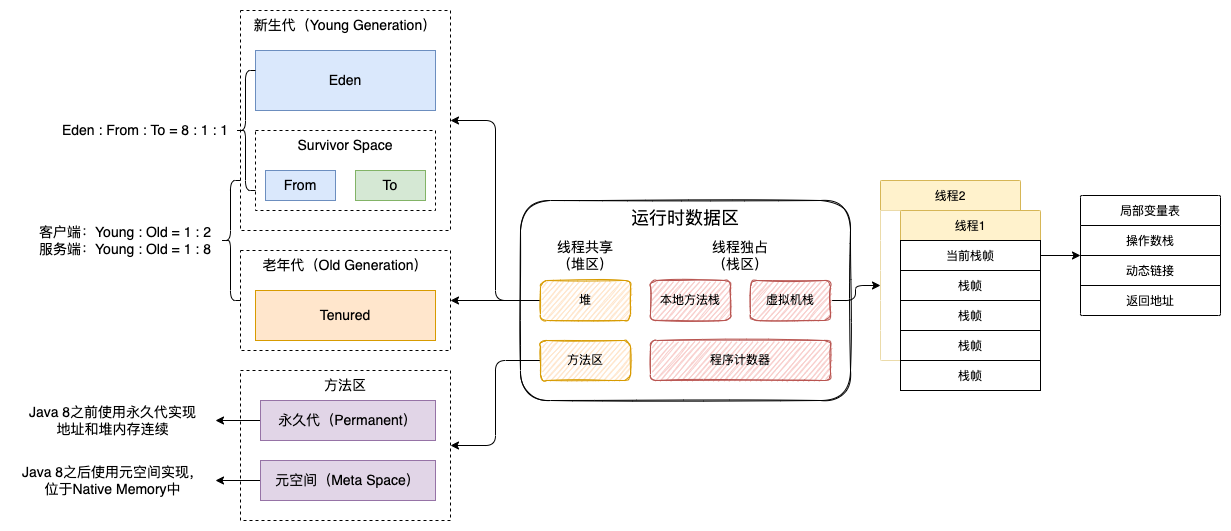 新生代（Young Generation）
Eden
Eden : From : To = 8 : 1 : 1
Survivor Space
From
To
客户端：Young : Old = 1 : 2
服务端：Young : Old = 1 : 8
老年代（Old Generation）
Tenured
方法区
Java 8之前使用永久代实现
地址和堆内存连续
永久代（Permanent）
Java 8之后使用元空间实现，
位于Native Memory中
元空间（Meta Space）
运行时数据区
线程共享
（堆区）
线程独占
（栈区）
堆
本地方法栈
虚拟机栈
方法区
程序计数器
线程2
线程1
当前栈帧
栈帧
栈帧
栈帧
栈帧
局部变量表
操作数栈
动态链接
返回地址